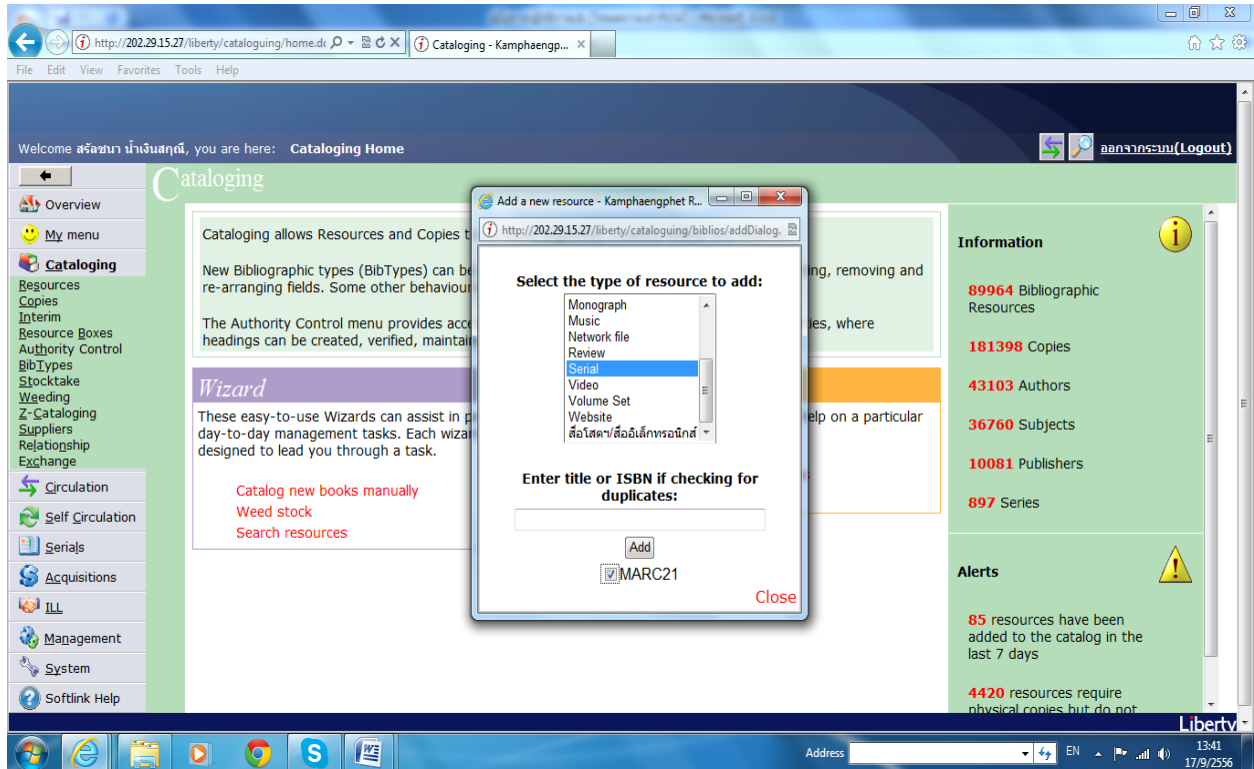 http://202.29.15.27/liberty/cataloguing/home.do
Cataloging - Kamphaengp...
File Edit View Favorites Tools Help
Welcome สรัลชนา น้ำเงินสกุณี, you are here: Cataloging Home
ออกจากระบบ(Logout)
Cataloging
Overview
My menu
Cataloging
Resources
Copies
Interim
Resource Boxes
Authority Control
BibTypes
Stocktake
Weeding
Z-Cataloging
Suppliers
Relationship
Exchange
Circulation
Self Circulation
Serials
Acquisitions
ILL
Management
System
Softlink Help
Cataloging allows Resources and Copies t
New Bibliographic types (BibTypes) can be
ing, removing and
re-arranging fields. Some other behaviour
The Authority Control menu provides acce
ies, where
headings can be created, verified, maintai
Wizard
These easy-to-use Wizards can assist in p
day-to-day management tasks. Each wiza
designed to lead you through a task.
elp on a particular
Catalog new books manually
Weed stock
Search resources
Add a new resource - Kamphaengphet R...
http://202.29.15.27/liberty/cataloguing/biblios/addDialog.
Select the type of resource to add:
Monograph
Music
Network file
Review
Serial
Video
Volume Set
Website
สื่อโสตฯ/สื่ออิเล็กทรอนิกส์
Enter title or ISBN if checking for
duplicates:
Add
MARC21
Close
Information
89964 Bibliographic
Resources
181398 Copies
43103 Authors
36760 Subjects
10081 Publishers
897 Series
Alerts
85 resources have been
added to the catalog in the
last 7 days
4420 resources require
physical copies but do not
Liberty
Address
EN
13:41
17/9/2556